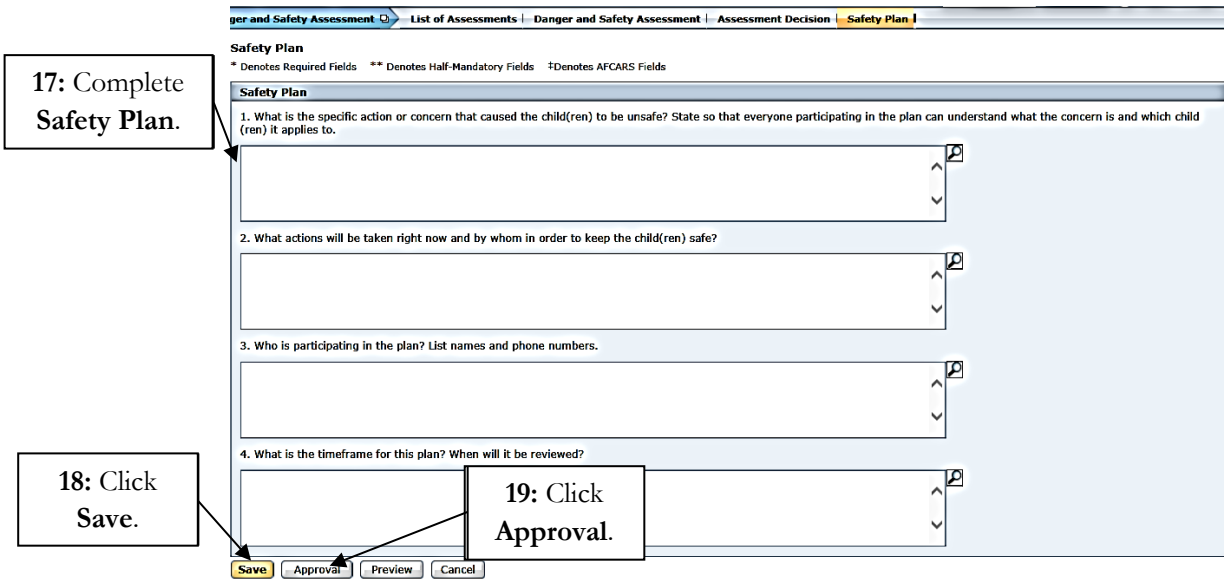 ger and Safety Assessment List of Assessments | Danger and Safety Assessment | Assessment Decision | Safety Plan
Safety Plan
* Denotes Required Fields ** Denotes Half-Mandatory Fields ‡Denotes AFCARS Fields
17: Complete
Safety Plan.
Safety Plan
1. What is the specific action or concern that caused the child(ren) to be unsafe? State so that everyone participating in the plan can understand what the concern is and which child
(ren) it applies to.
2. What actions will be taken right now and by whom in order to keep the child(ren) safe?
3. Who is participating in the plan? List names and phone numbers.
4. What is the timeframe for this plan? When will it be reviewed?
18: Click
Save.
19: Click
Approval.
Save Approval Preview Cancel